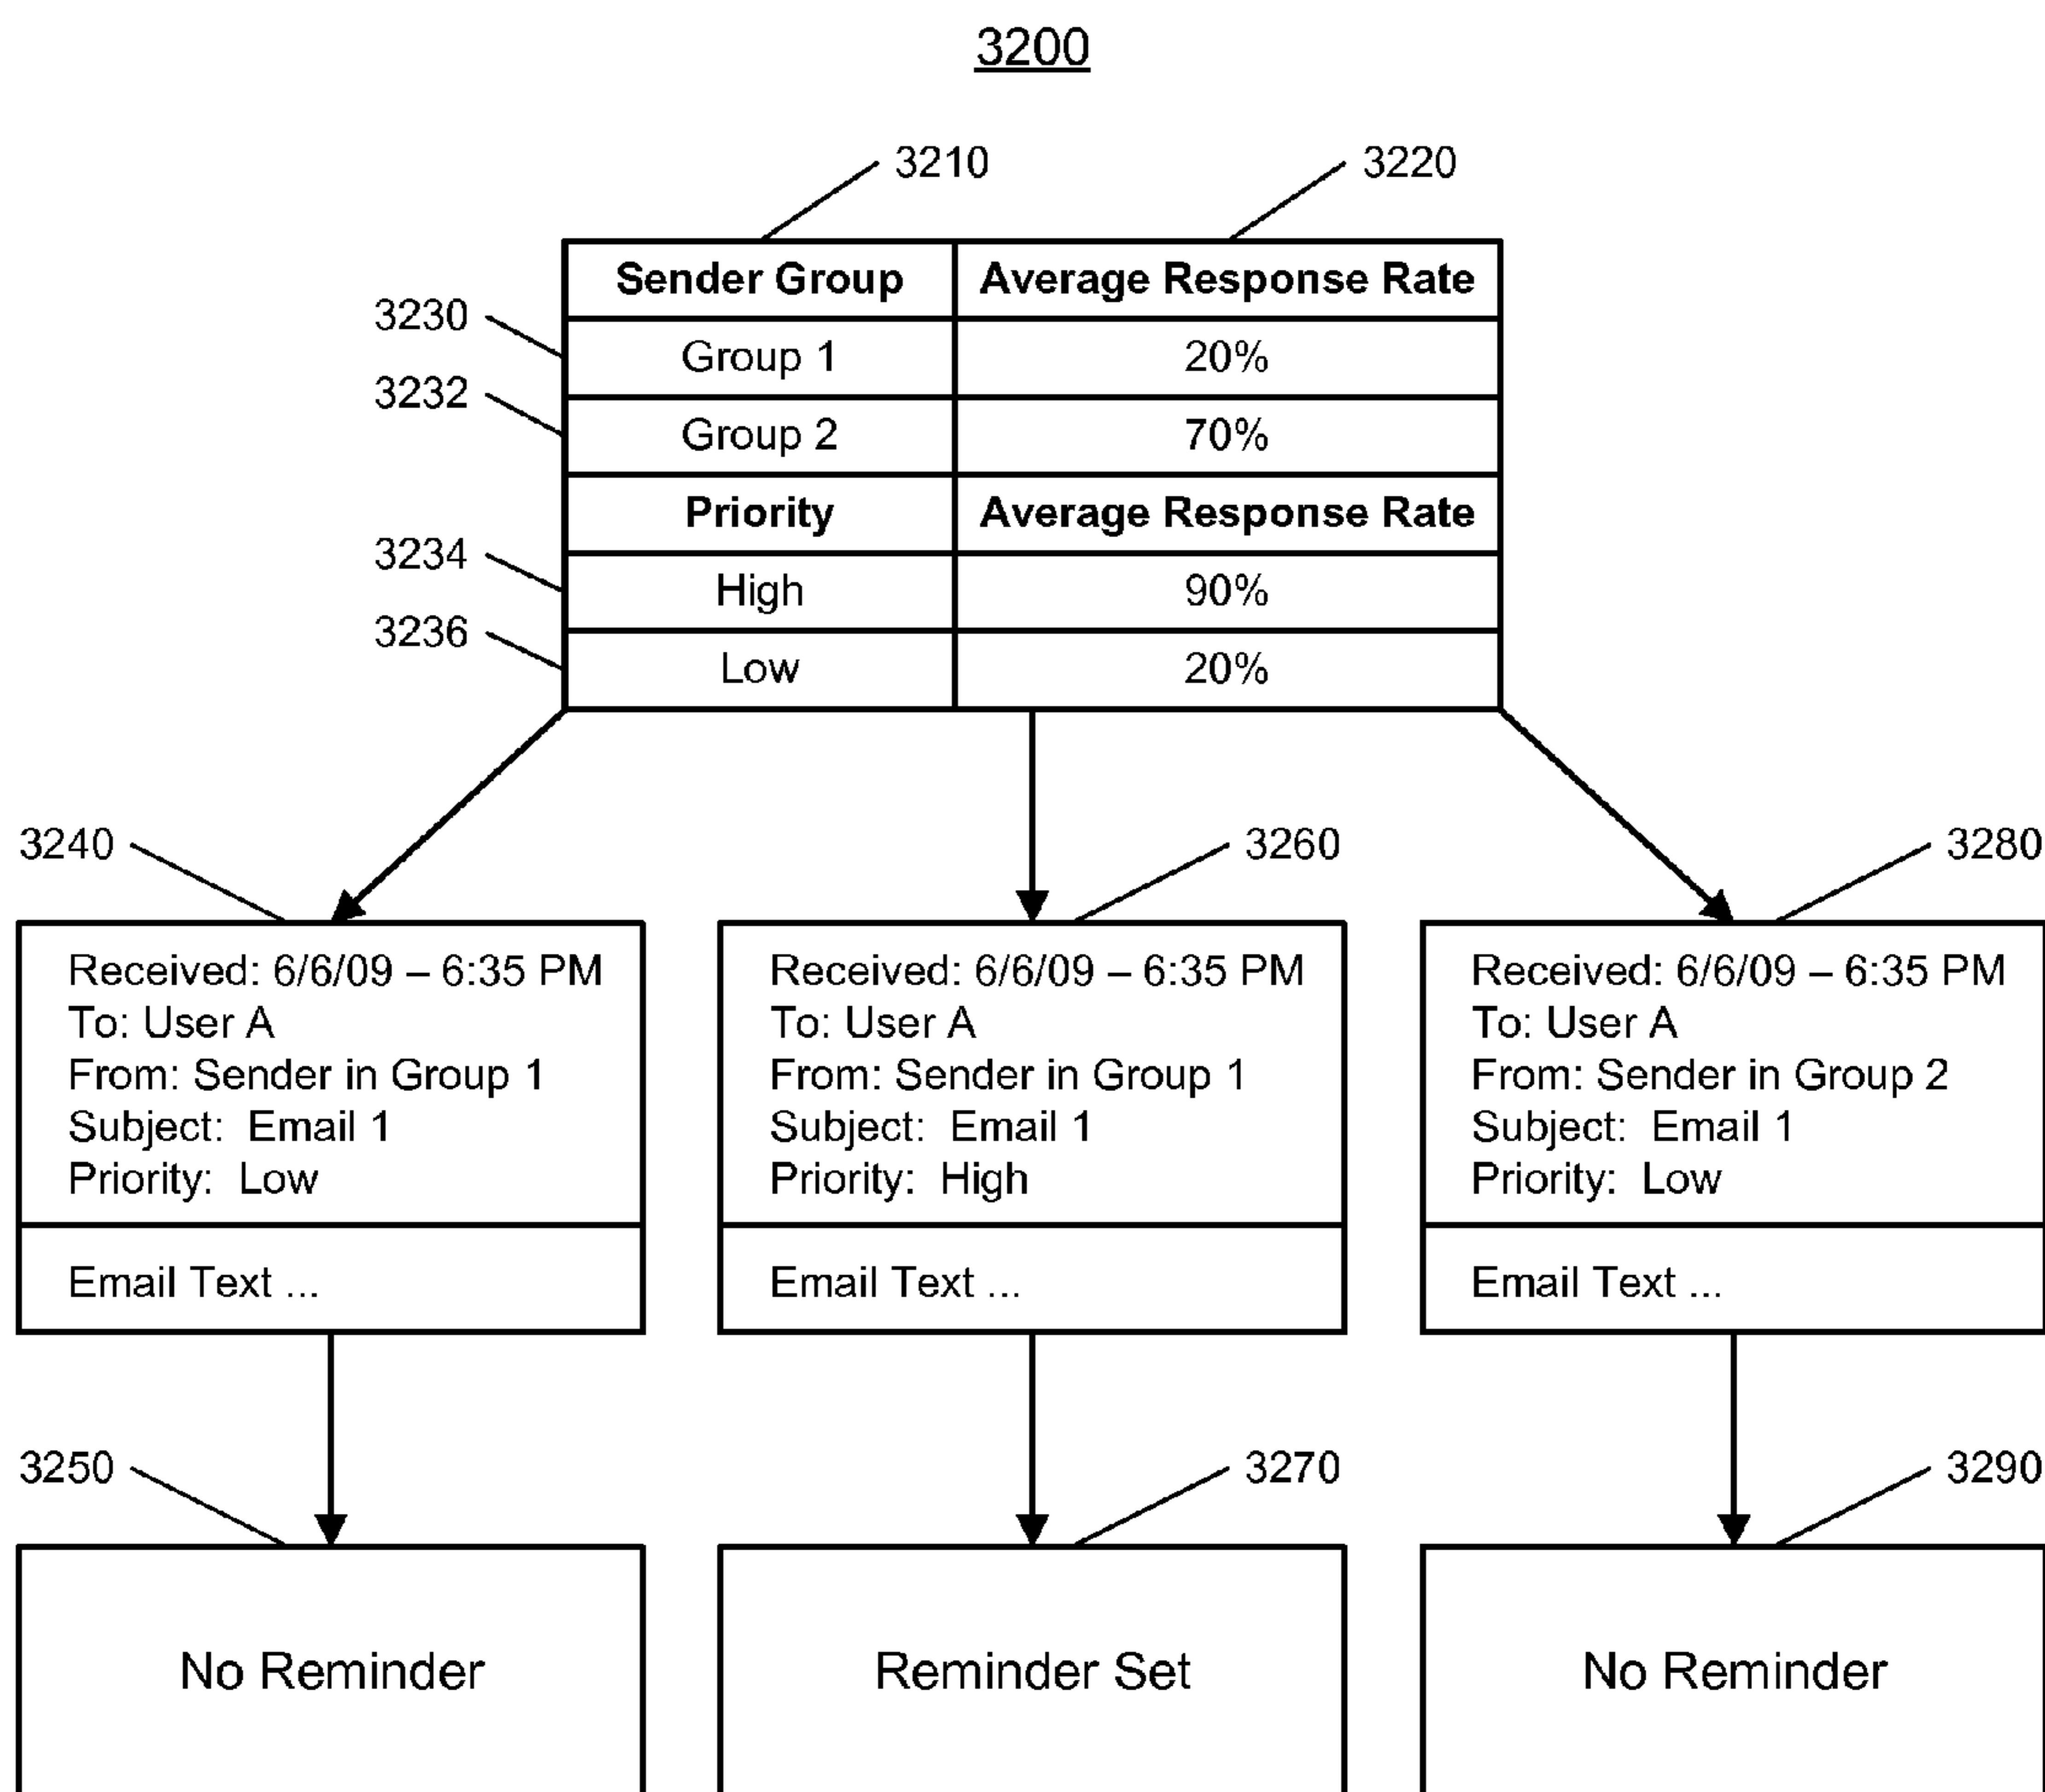 3200
3210
3220
Sender Group Average Response Rate
3230
Group 1 20%
3232
Group 2 70%
Priority Average Response Rate
3234
High 90%
3236
Low 20%
3240
3260
3280
Received: 6/6/09 – 6:35 PM
To: User A
From: Sender in Group 1
Subject: Email 1
Priority: Low
Email Text ...
Received: 6/6/09 – 6:35 PM
To: User A
From: Sender in Group 1
Subject: Email 1
Priority: High
Email Text ...
Received: 6/6/09 – 6:35 PM
To: User A
From: Sender in Group 2
Subject: Email 1
Priority: Low
Email Text ...
3250
3270
3290
No Reminder
Reminder Set
No Reminder